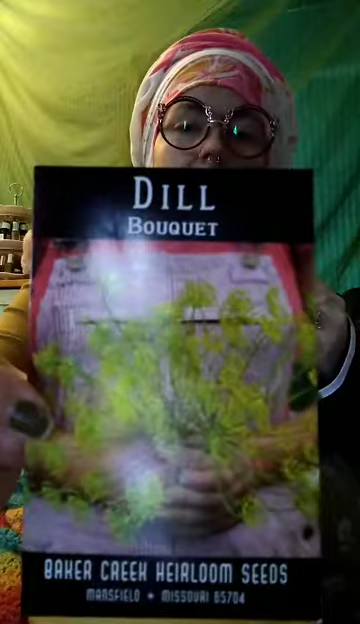 DILL
BOUQUET
BAKER CREEK HEIRLOOM SEEDS
MANSFIELD * MISSOURI 65704